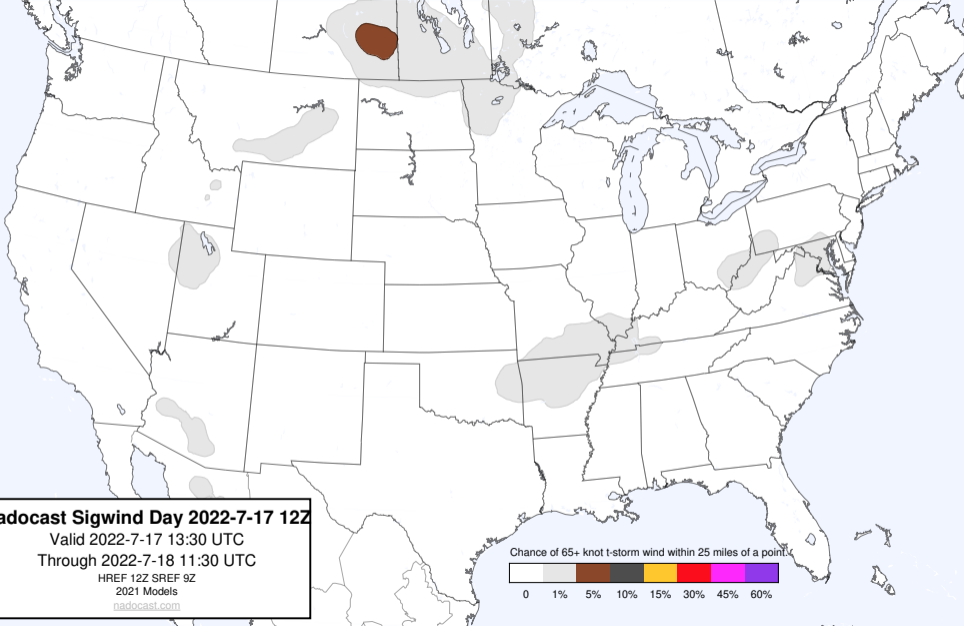 adocast Sigwind Day 2022-7-17 12Z
Valid 2022-7-17 13:30 UTC
Through 2022-7-18 11:30 UTC
HREF 12Z SREF 9Z
2021 Models
nadocast.com
Chance of 65+ knot t-storm wind within 25 miles of a point.
0 1% 5% 10% 15% 30% 45% 60%